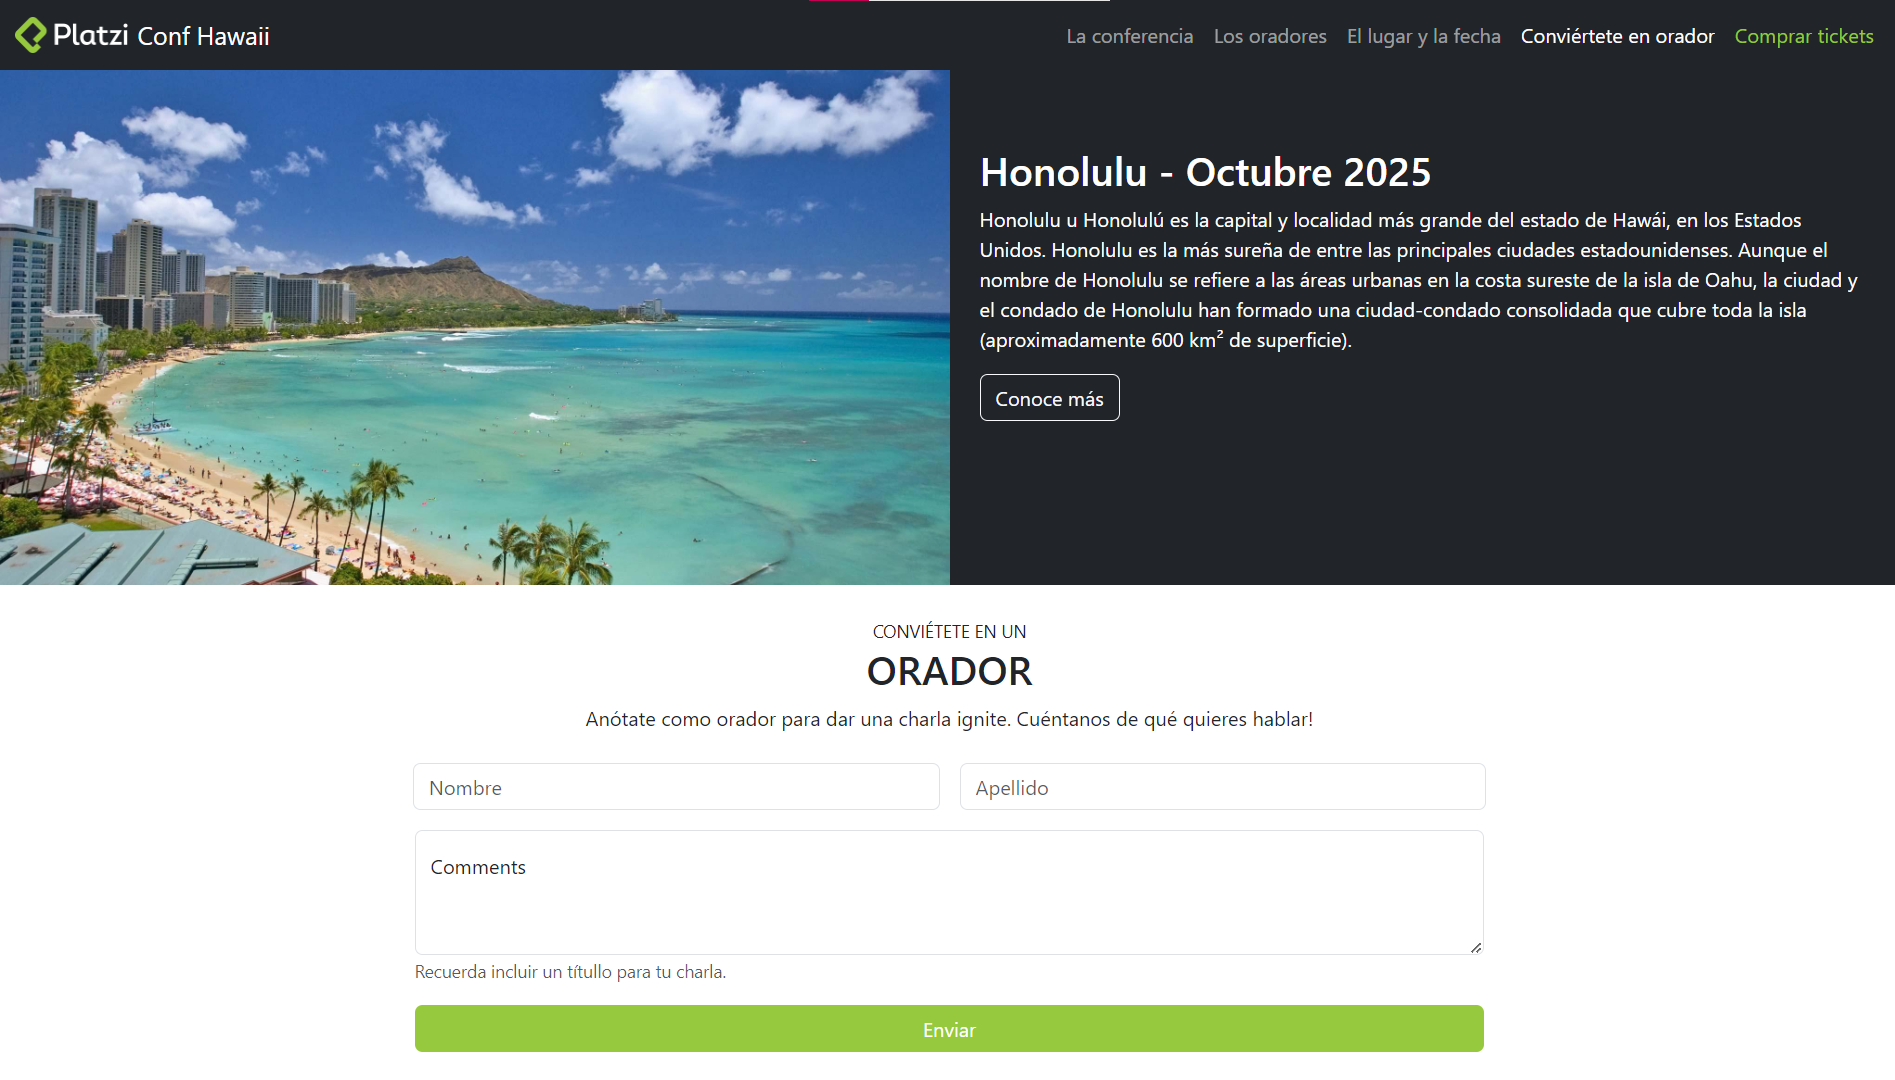 Platzi Conf Hawaii
La conferencia Los oradores El lugar y la fecha Conviértete en orador Comprar tickets
Honolulu - Octubre 2025
Honolulu u Honolulú es la capital y localidad más grande del estado de Hawái, en los Estados
Unidos. Honolulu es la más sureña de entre las principales ciudades estadounidenses. Aunque el
nombre de Honolulu se refiere a las áreas urbanas en la costa sureste de la isla de Oahu, la ciudad y
el condado de Honolulu han formado una ciudad-condado consolidada que cubre toda la isla
(aproximadamente 600 km² de superficie).
Conoce más
CONVIÉTETE EN UN
ORADOR
Anótate como orador para dar una charla ignite. Cuéntanos de qué quieres hablar!
Nombre Apellido
Comments
Recuerda incluir un títullo para tu charla.
Enviar